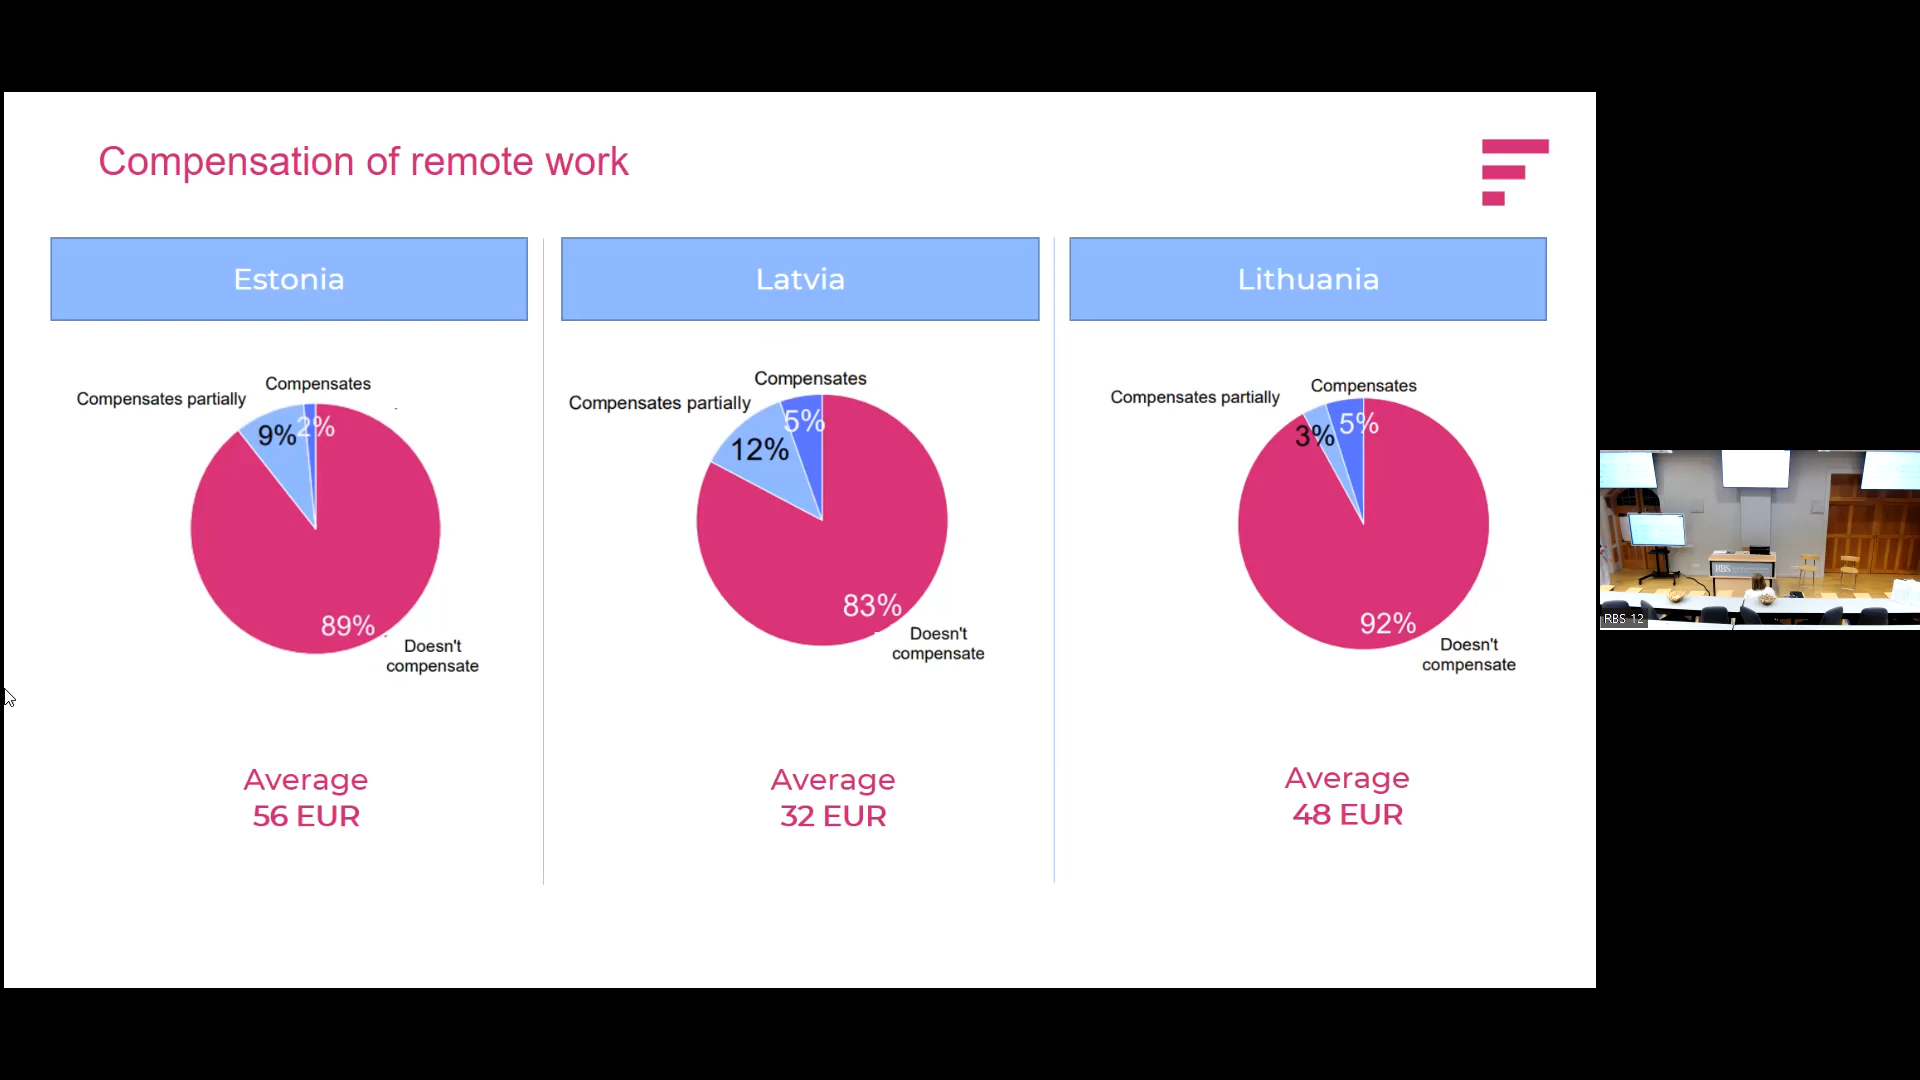 Compensation of remote work
Estonia
Latvia
Lithuania
Compensates
Compensates partially
9%
2%
89%
Doesn't
compensate
Average
56 EUR
Compensates
Compensates partially
12%
5%
83%
Doesn't
compensate
Average
32 EUR
Compensates
Compensates partially
3%
5%
92%
Doesn't
compensate
Average
48 EUR
RBS
RBS 12